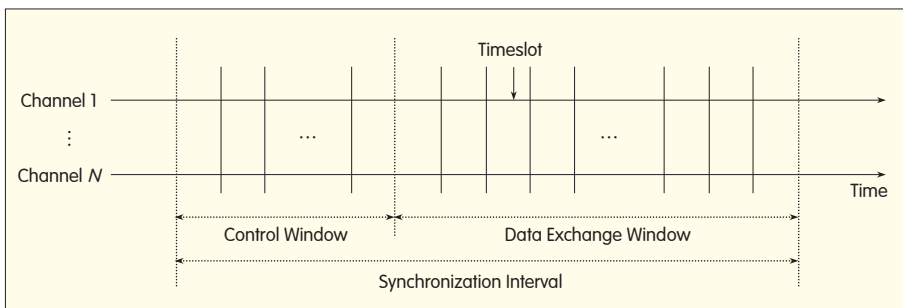 Timeslot
Channel 1
...
⋮
...
Channel N
Time
Control Window
Data Exchange Window
Synchronization Interval